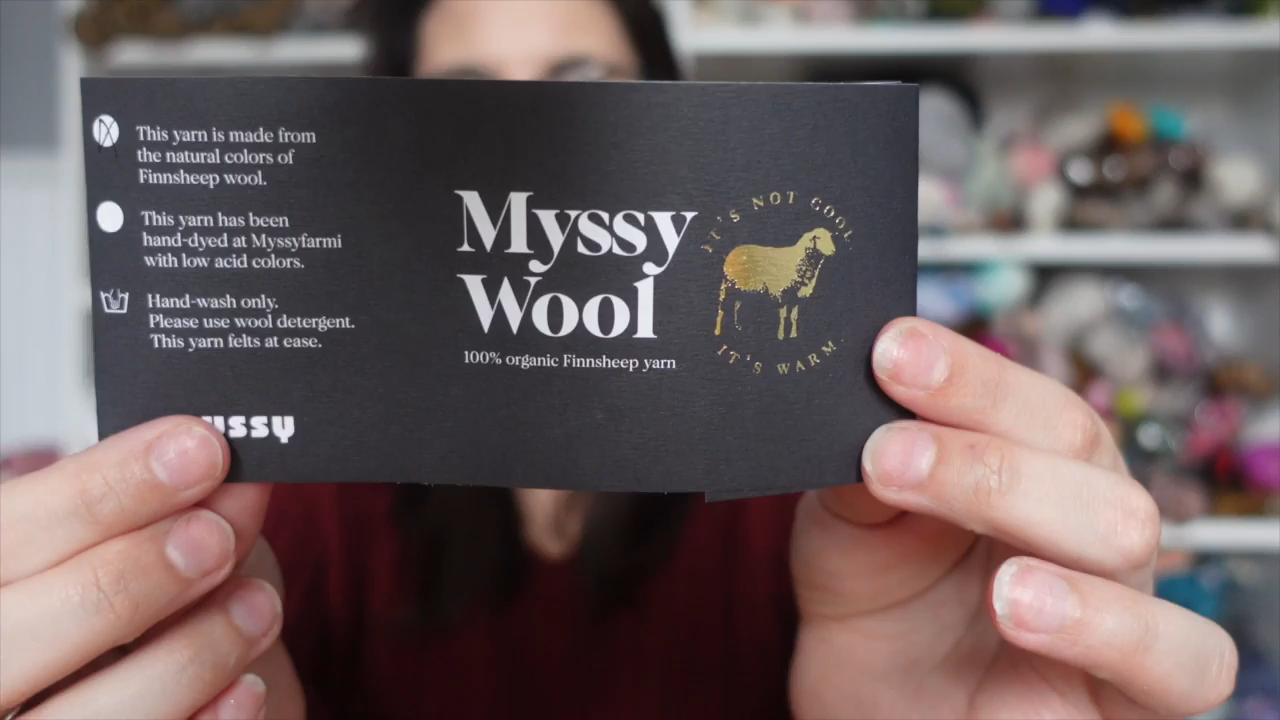 This yarn is made from
the natural colors of
Finnsheep wool.
This yarn has been
hand-dyed at Myssyfarmi
with low acid colors.
Hand-wash only.
Please use wool detergent.
This yarn felts at ease.
Myssy
Wool
100% organic Finnsheep yarn
IT'S NOT COOL
IT'S WARM.